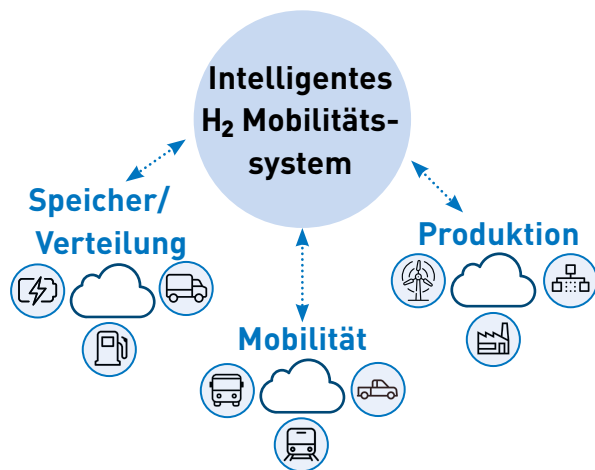 Intelligentes
H₂ Mobilitäts-
system
Speicher/
Verteilung
Produktion
Mobilität